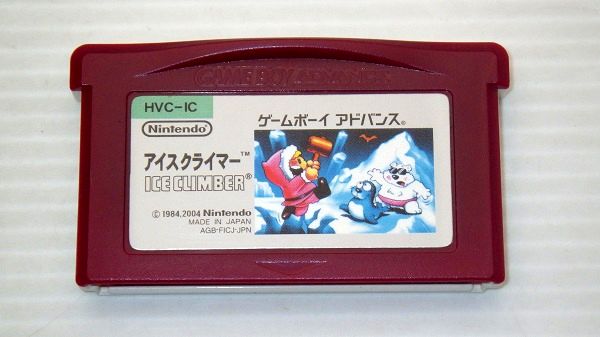 GAME BOY ADVANCE
HVC-IC
Nintendo®
ゲームボーイ アドバンス®
アイスクライマー™
ICE CLIMBER®
© 1984,2004 Nintendo
MADE IN JAPAN
AGB-FICJ-JPN